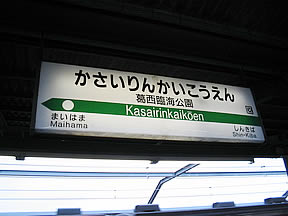 かさいりんかいこうえん
葛西臨海公園
Kasairinkaikōen
まいはま
Maihama
しんきば
Shin-Kiba